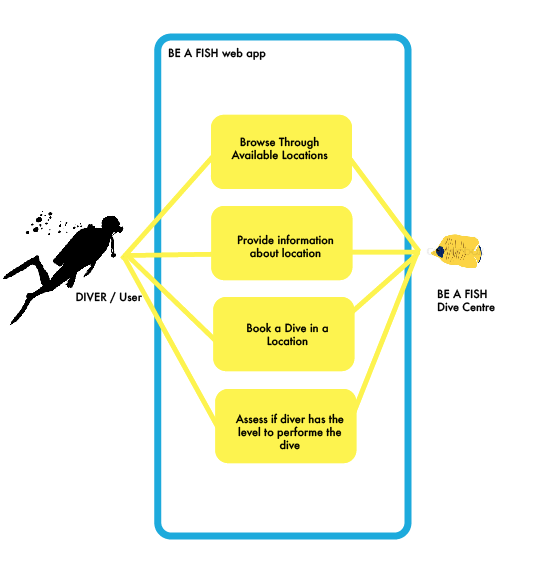 BE A FISH web app
Browse Through
Available Locations
Provide information
about location
DIVER / User
BE A FISH
Dive Centre
Book a Dive in a
Location
Assess if diver has the
level to performe the
dive